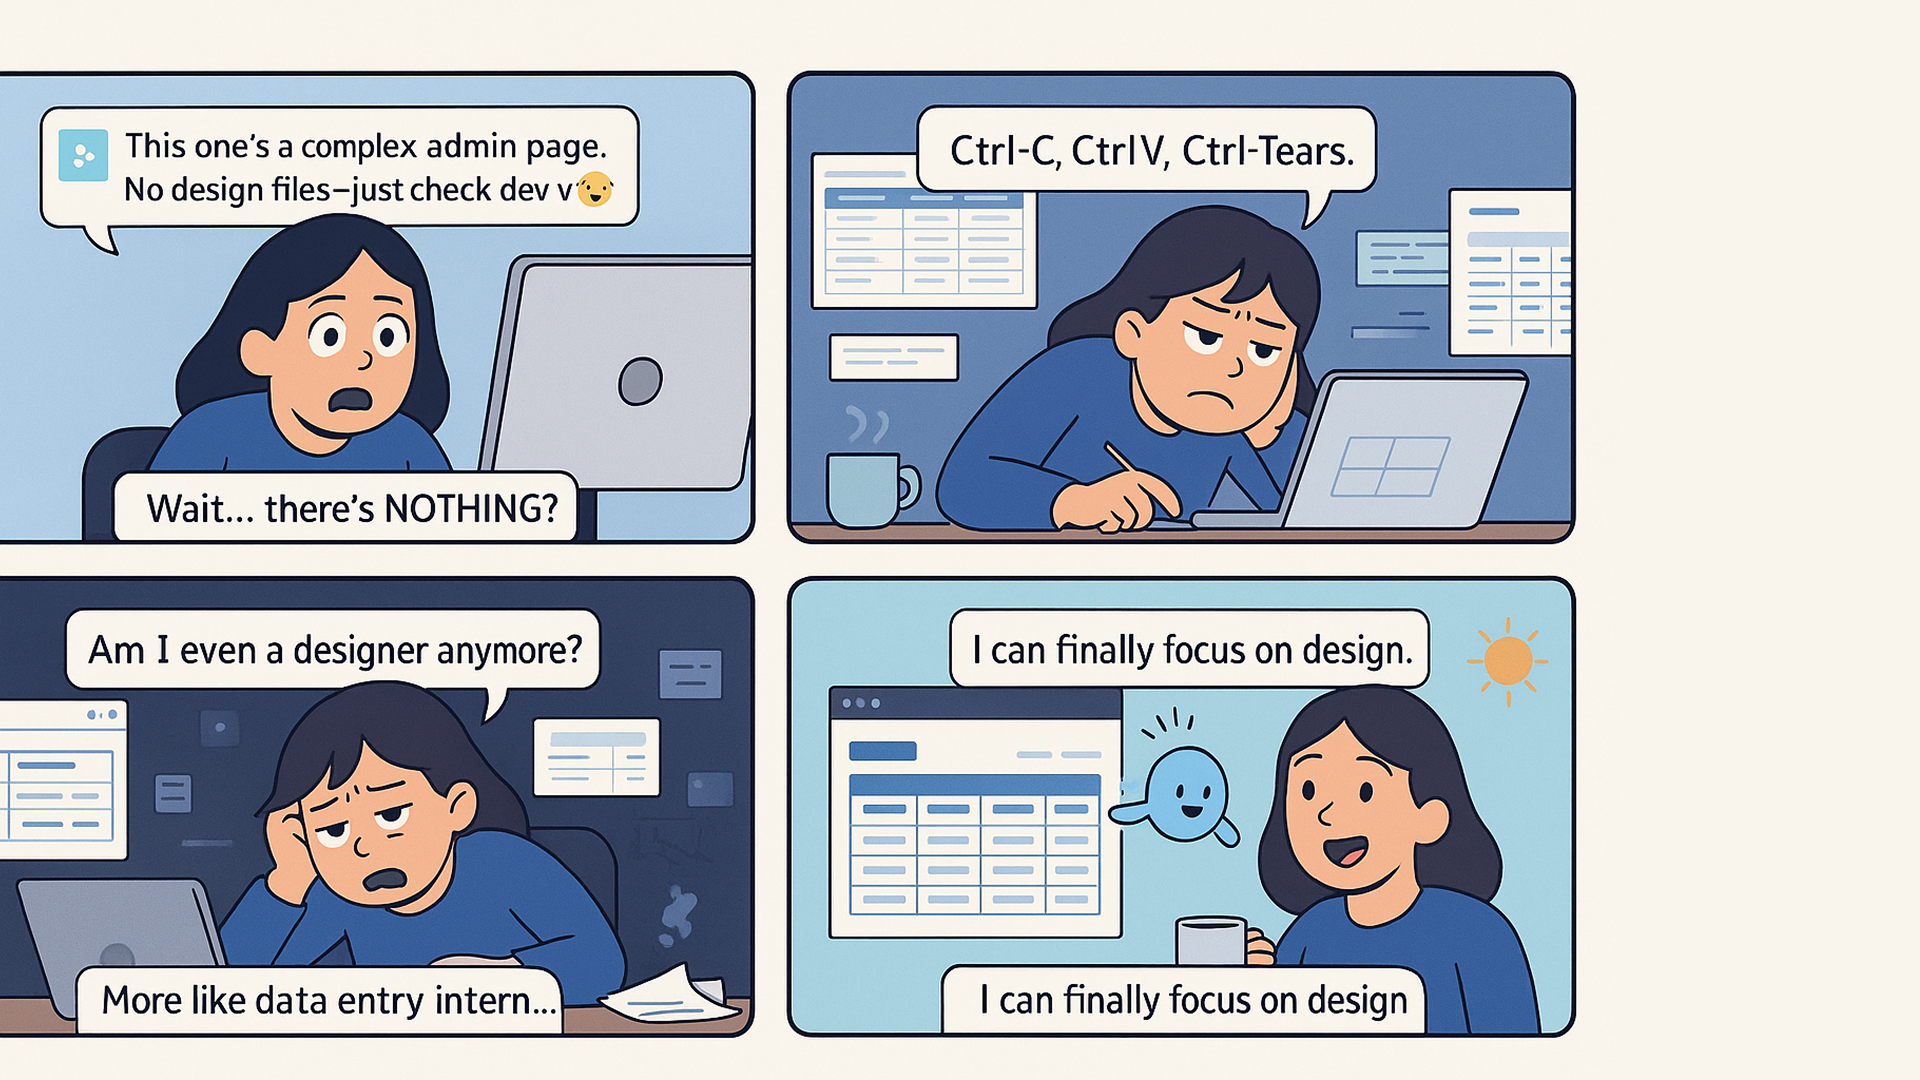 This one's a complex admin page.
No design files–just check dev v
Wait... there's NOTHING?
Ctrl-C, Ctrl V, Ctrl-Tears.
Am I even a designer anymore?
More like data entry intern...
I can finally focus on design.
I can finally focus on design